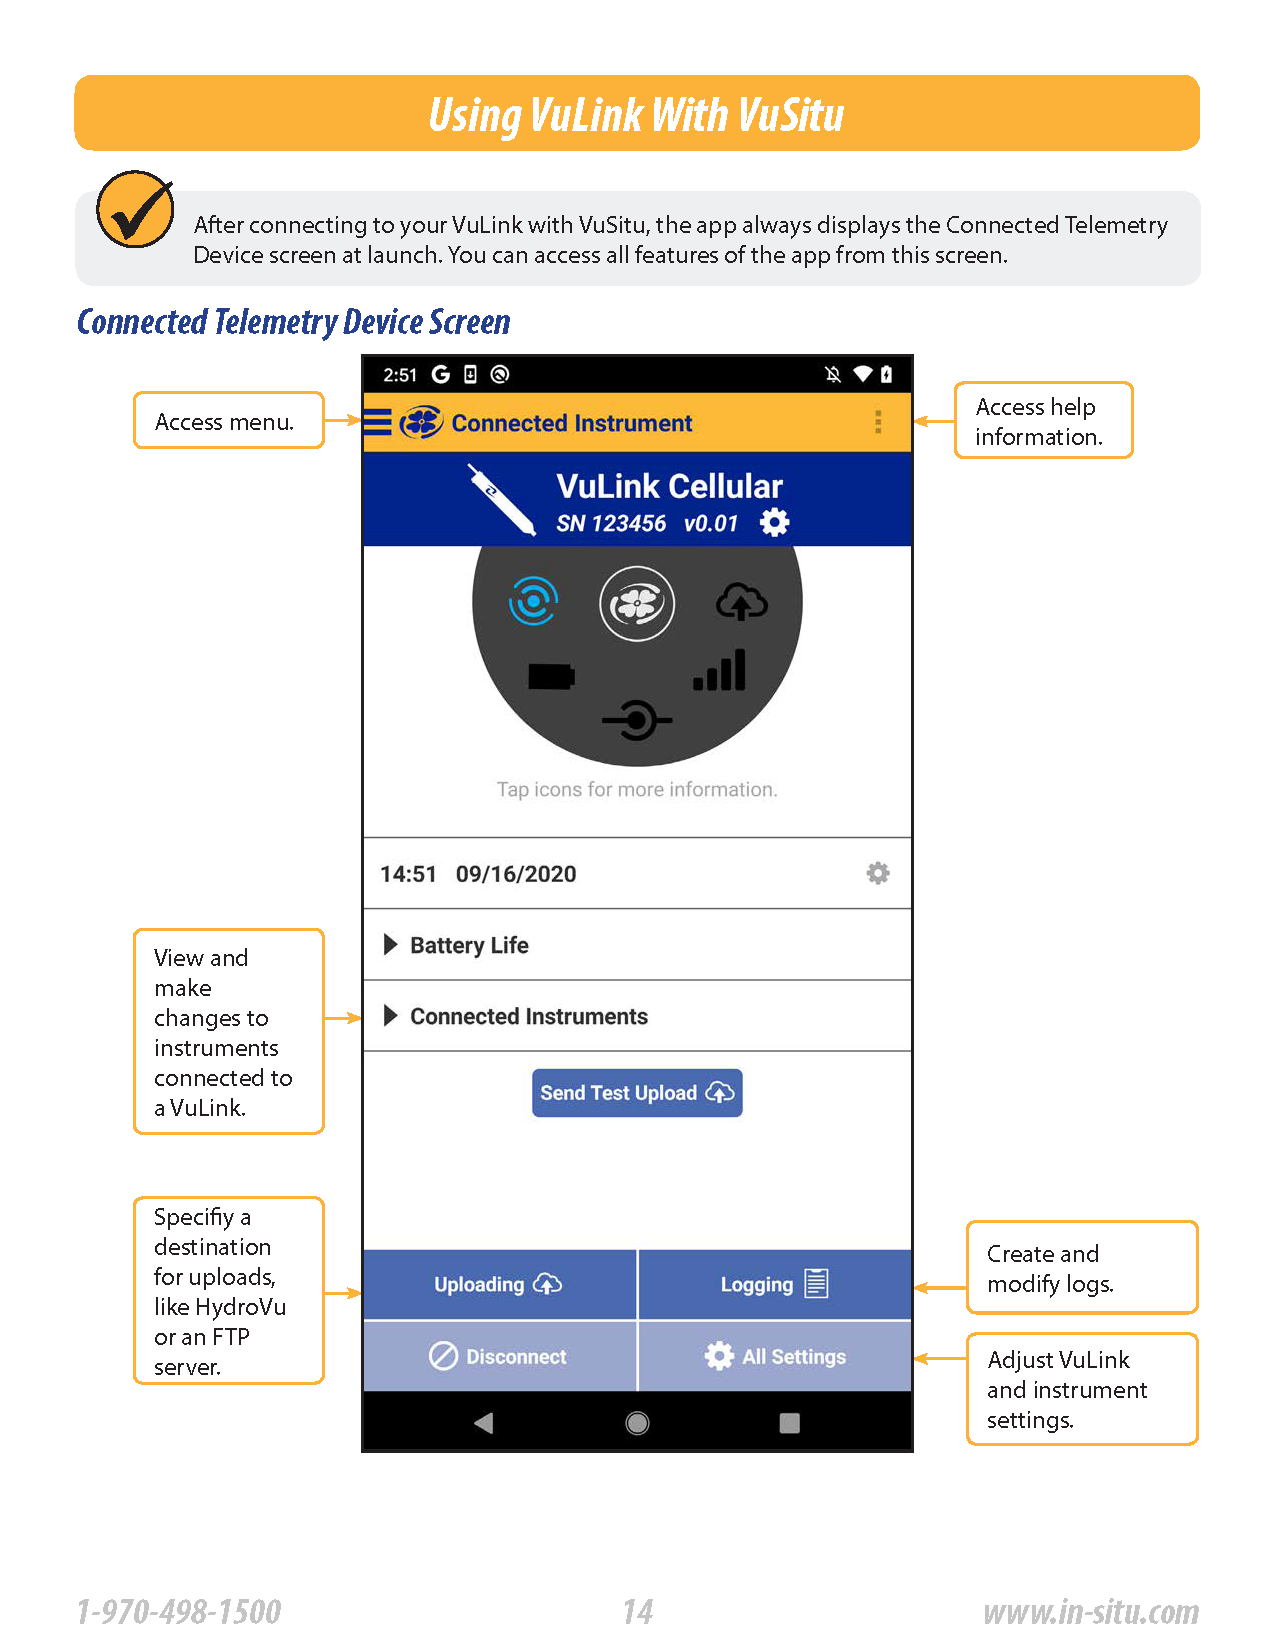 Using VuLink With VuSitu
After connecting to your VuLink with VuSitu, the app always displays the Connected Telemetry
Device screen at launch. You can access all features of the app from this screen.
Connected Telemetry Device Screen
Access menu.
Access help
information.
2:51
Connected Instrument
VuLink Cellular
SN 123456 v0.01
Tap icons for more information.
14:51 09/16/2020
Battery Life
Connected Instruments
Send Test Upload
View and
make
changes to
instruments
connected to
a VuLink.
Specifiy a
destination
for uploads,
like HydroVu
or an FTP
server.
Uploading
Logging
Disconnect
All Settings
Create and
modify logs.
Adjust VuLink
and instrument
settings.
1-970-498-1500
14
www.in-situ.com